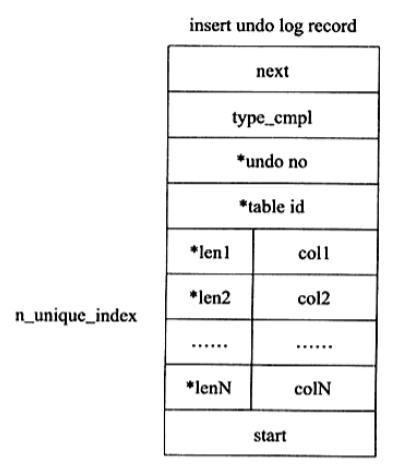 insert undo log record
next
type_cmpl
*undo no
*table id
*len1 col1
*len2 col2
n_unique_index
...... ......
*lenN colN
start